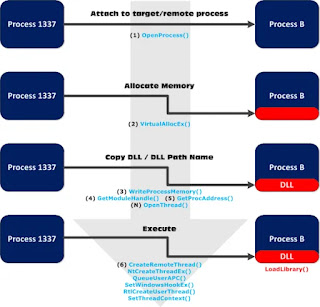 Attach to target/remote process
Process 1337
Process B
(1) OpenProcess()
Allocate Memory
Process 1337
Process B
(2) VirtualAllocEx()
Copy DLL / DLL Path Name
Process 1337
Process B
DLL
(3) WriteProcessMemory()
(4) GetModuleHandle() (5) GetProcAddress()
(N) OpenThread()
Execute
Process 1337
Process B
DLL
(6) CreateRemoteThread()
NtCreateThreadEx()
QueueUserAPC()
SetWindowsHookEx()
RtlCreateUserThread()
SetThreadContext()
LoadLibrary()